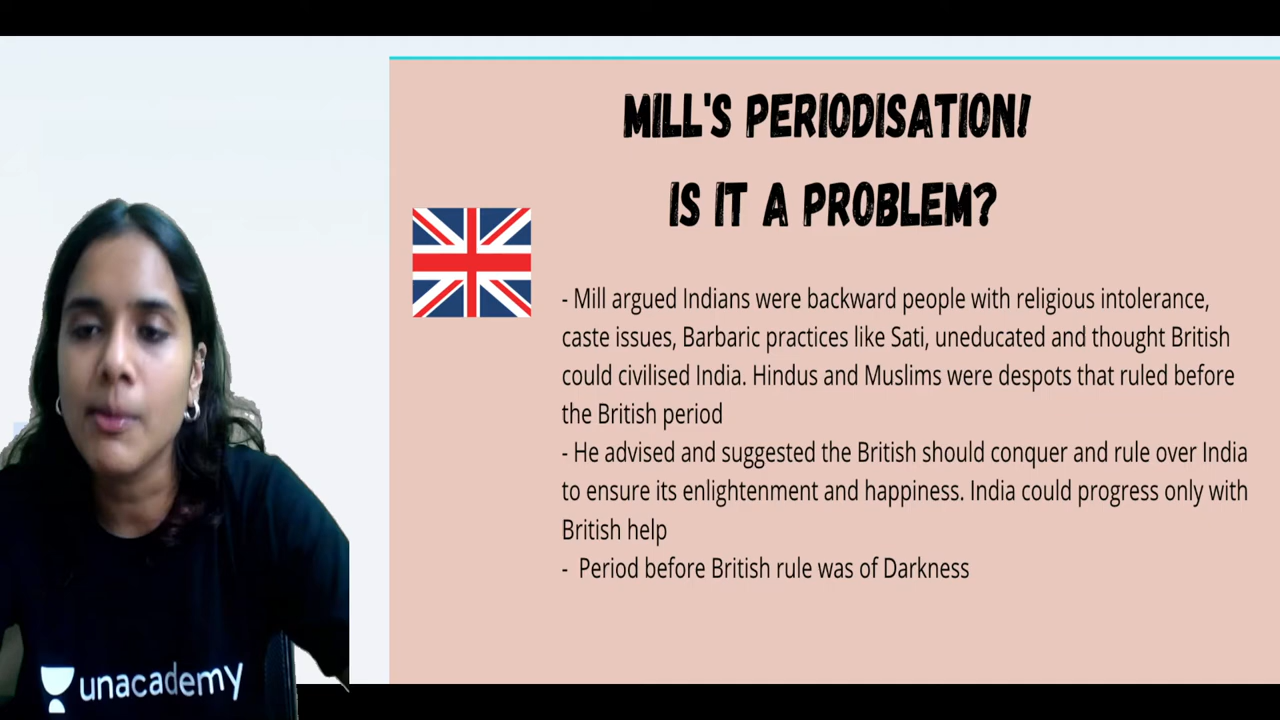 MILL'S PERIODISATION!
IS IT A PROBLEM?
- Mill argued Indians were backward people with religious intolerance,
caste issues, Barbaric practices like Sati, uneducated and thought British
could civilised India. Hindus and Muslims were despots that ruled before
the British period
- He advised and suggested the British should conquer and rule over India
to ensure its enlightenment and happiness. India could progress only with
British help
- Period before British rule was of Darkness
unacademy